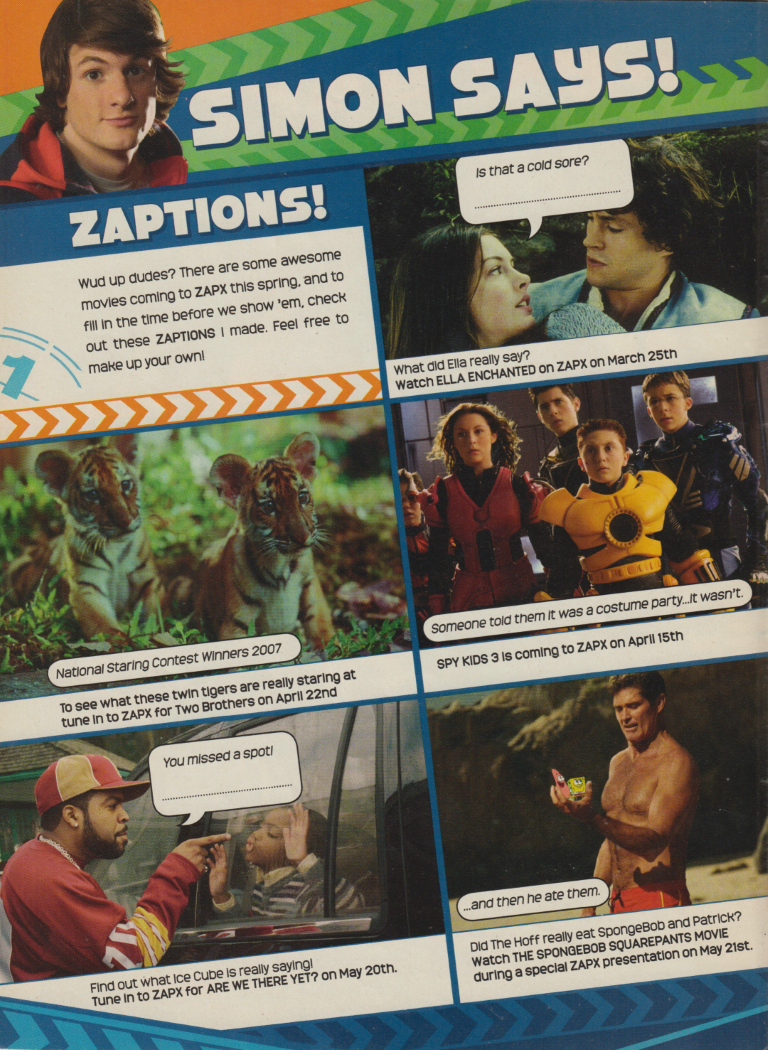 SIMON SAYS!
ZAPTIONS!
Wud up dudes? There are some awesome
movies coming to ZAPX this spring, and to
fill in the time before we show 'em, check
out these ZAPTIONS I made. Feel free to
make up your own!
1
Is that a cold sore?
What did Ella really say?
Watch ELLA ENCHANTED on ZAPX on March 25th
National Staring Contest Winners 2007
To see what these twin tigers are really staring at
tune in to ZAPX for Two Brothers on April 22nd
Someone told them it was a costume party...it wasn't.
SPY KIDS 3 is coming to ZAPX on April 15th
You missed a spot!
Find out what Ice Cube is really saying!
Tune in to ZAPX for ARE WE THERE YET? on May 20th.
...and then he ate them.
Did The Hoff really eat SpongeBob and Patrick?
Watch THE SPONGEBOB SQUAREPANTS MOVIE
during a special ZAPX presentation on May 21st.